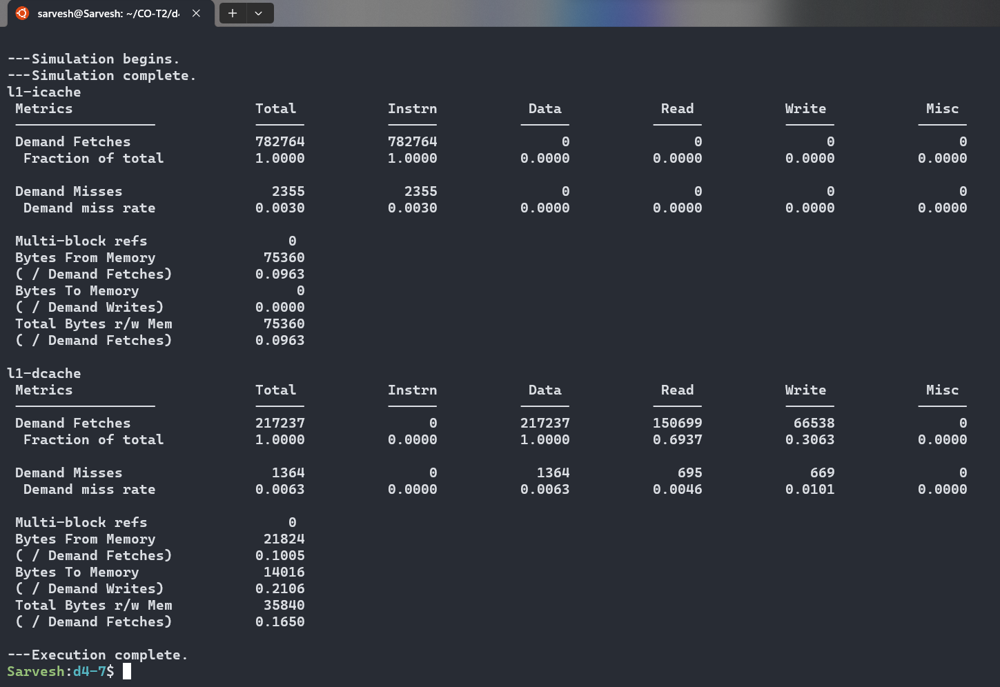 sarvesh@Sarvesh: ~/CO-T2/d4
---Simulation begins.
---Simulation complete.
l1-icache
Metrics Total Instrn Data Read Write Misc
Demand Fetches 782764 782764 0 0 0 0
Fraction of total 1.0000 1.0000 0.0000 0.0000 0.0000 0.0000
Demand Misses 2355 2355 0 0 0 0
Demand miss rate 0.0030 0.0030 0.0000 0.0000 0.0000 0.0000
Multi-block refs 0
Bytes From Memory 75360
( / Demand Fetches) 0.0963
Bytes To Memory 0
( / Demand Writes) 0.0000
Total Bytes r/w Mem 75360
( / Demand Fetches) 0.0963
l1-dcache
Metrics Total Instrn Data Read Write Misc
Demand Fetches 217237 0 217237 150699 66538 0
Fraction of total 1.0000 0.0000 1.0000 0.6937 0.3063 0.0000
Demand Misses 1364 0 1364 695 669 0
Demand miss rate 0.0063 0.0000 0.0063 0.0046 0.0101 0.0000
Multi-block refs 0
Bytes From Memory 21824
( / Demand Fetches) 0.1005
Bytes To Memory 14016
( / Demand Writes) 0.2106
Total Bytes r/w Mem 35840
( / Demand Fetches) 0.1650
---Execution complete.
Sarvesh:d4-7$